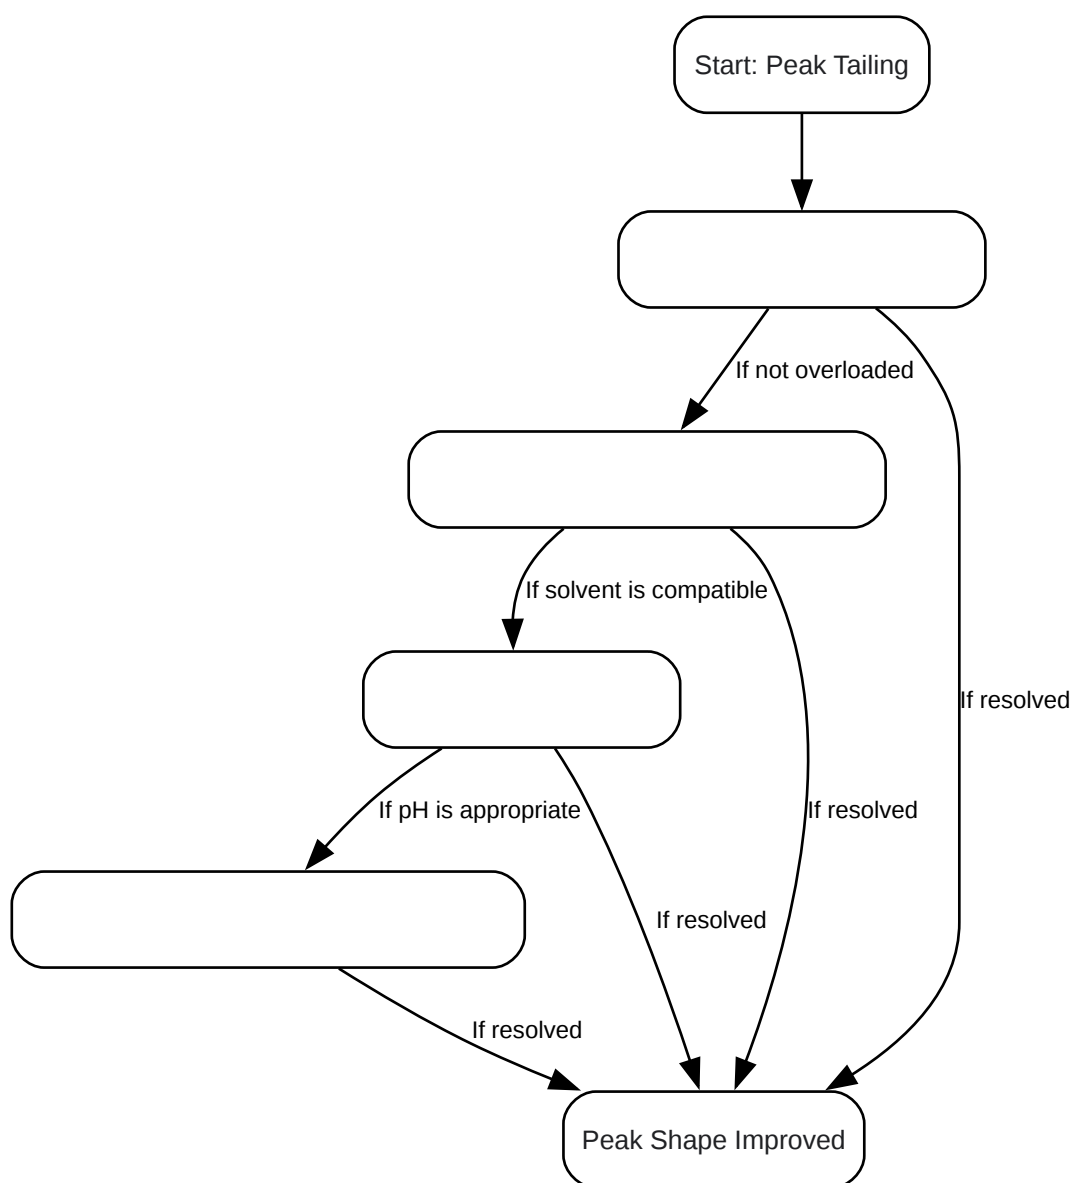 Start: Peak Tailing
If not overloaded
If solvent is compatible
If resolved
If pH is appropriate
If resolved
If resolved
If resolved
Peak Shape Improved